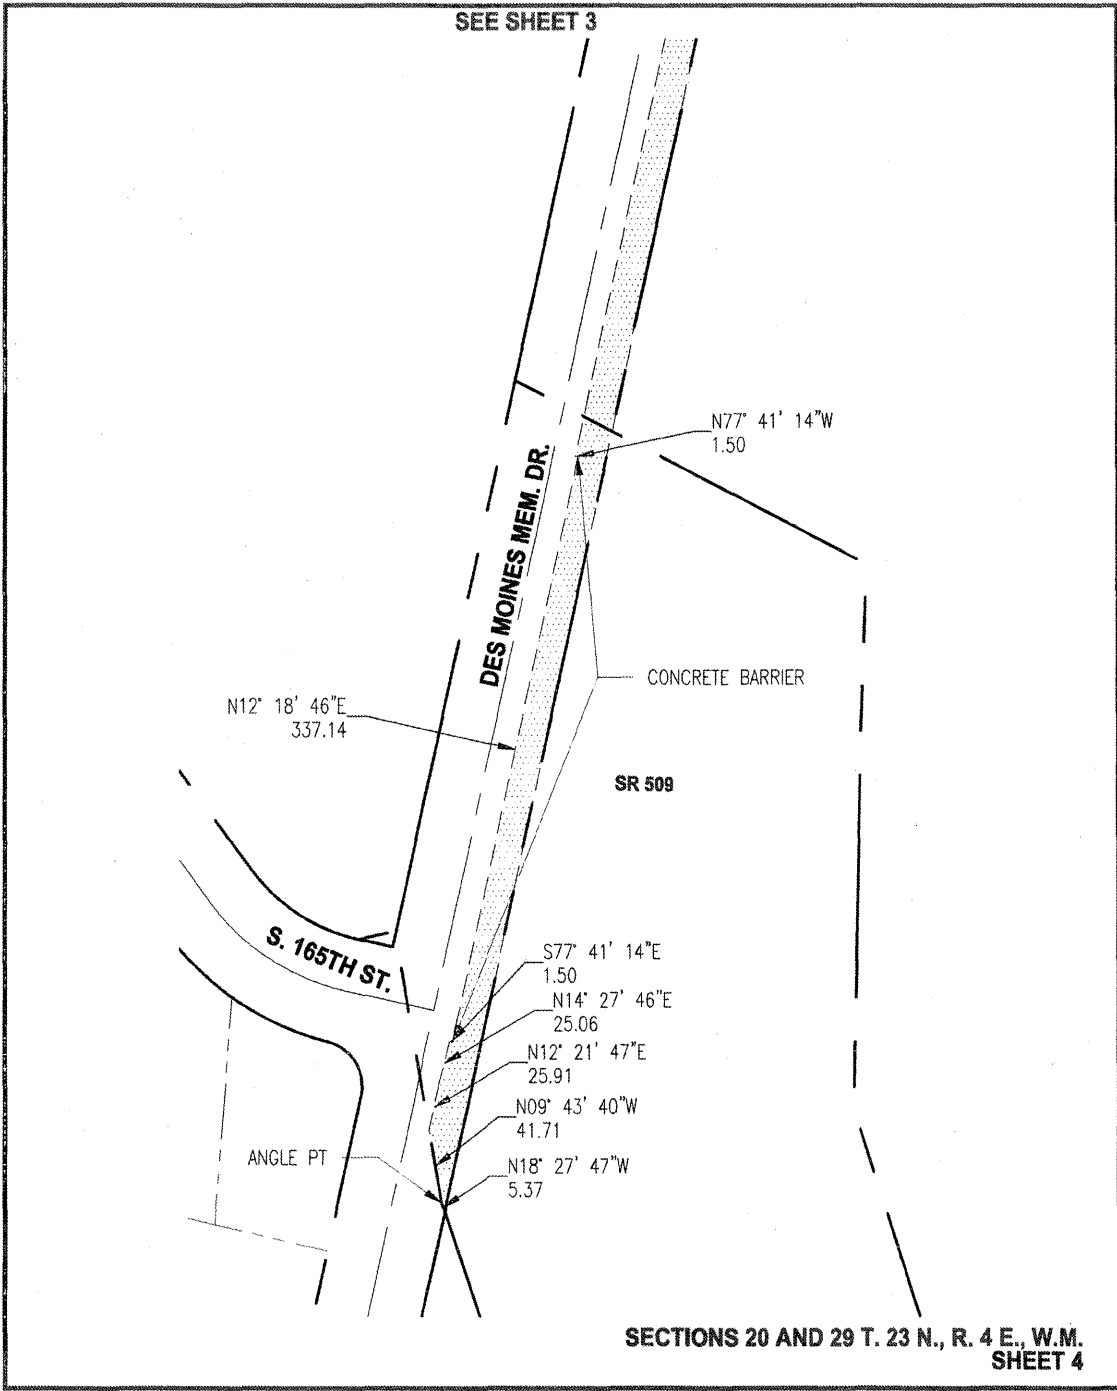 SEE SHEET 3
N77° 41' 14"W
1.50
DES MOINES MEM. DR.
CONCRETE BARRIER
N12° 18' 46"E
337.14
SR 509
S. 165TH ST.
S77° 41' 14"E
1.50
N14° 27' 46"E
25.06
N12° 21' 47"E
25.91
N09° 43' 40"W
41.71
ANGLE PT
N18° 27' 47"W
5.37
SECTIONS 20 AND 29 T. 23 N., R. 4 E., W.M.
SHEET 4